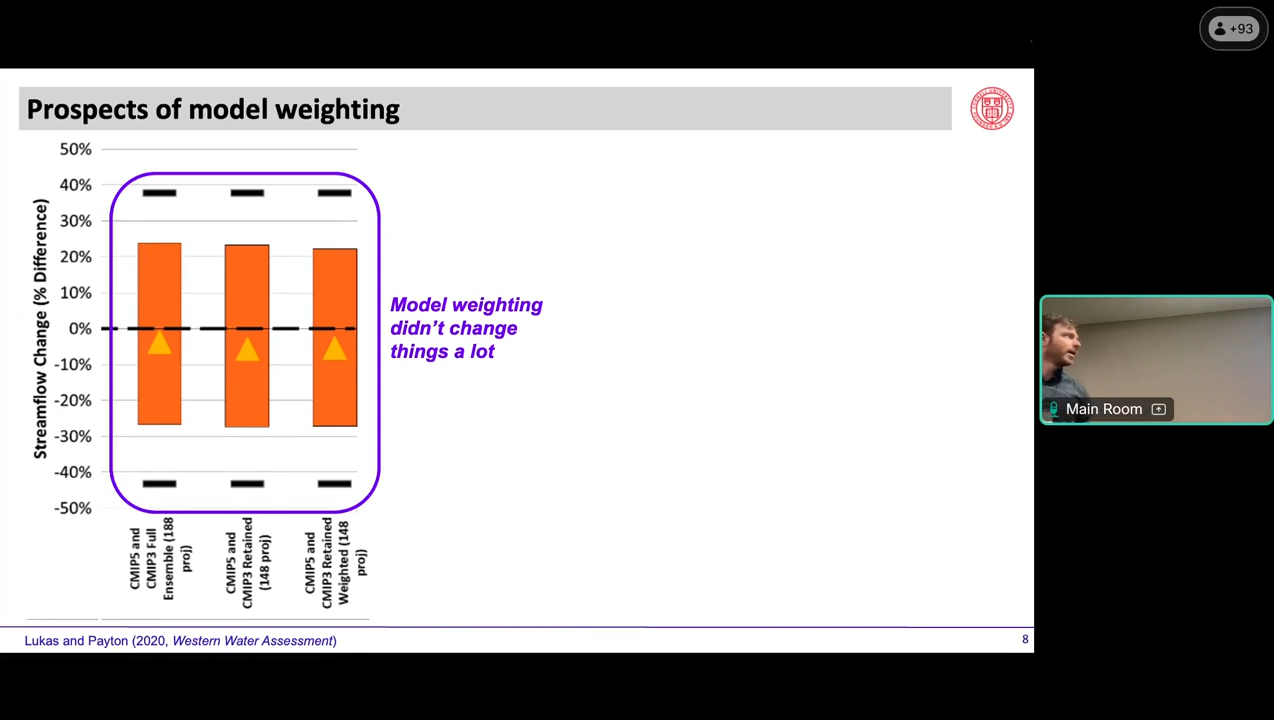 +93
Prospects of model weighting
50%
40%
30%
20%
10%
0%
-10%
-20%
-30%
-40%
-50%
Streamflow Change (% Difference)
CMIP5 and
CMIP3 Full
Ensemble (188
proj)
CMIP5 and
CMIP3 Retained
(148 proj)
CMIP5 and
CMIP3 Retained
Weighted (148
proj)
Model weighting
didn’t change
things a lot
Main Room
Lukas and Payton (2020, Western Water Assessment)
8